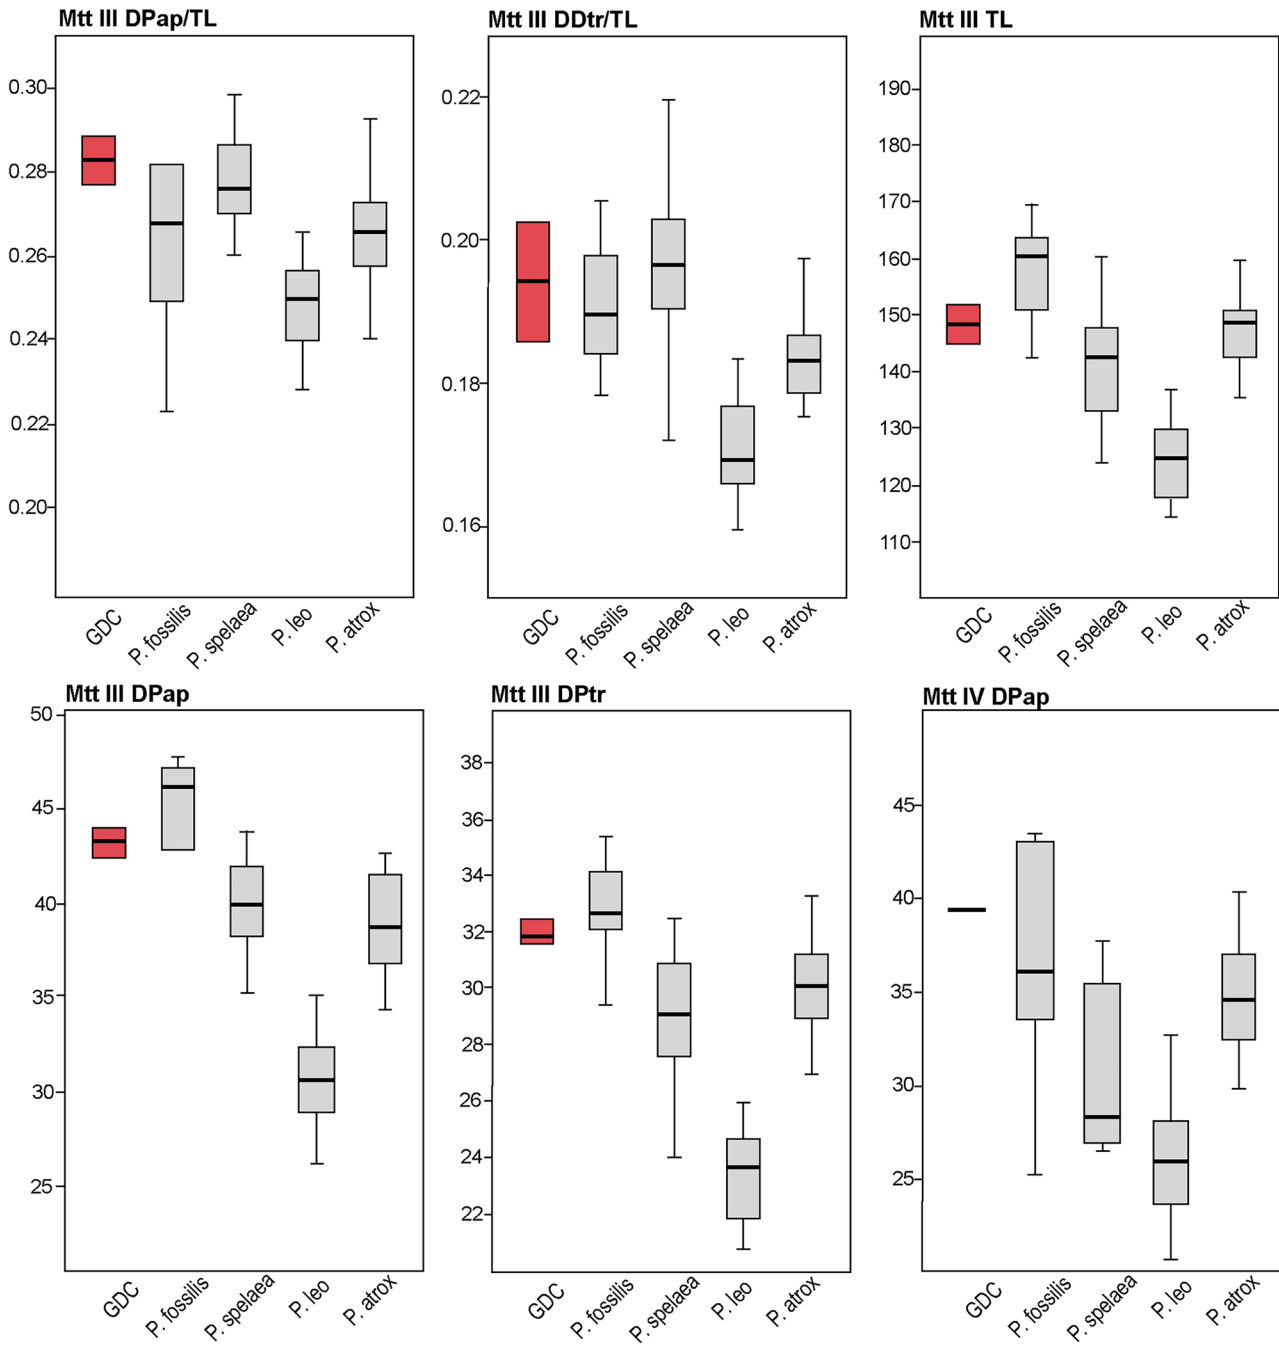 Mtt III DPap/TL
0.30
0.28
0.26
0.24
0.22
0.20
GDC
P. fossilis
P. spelaea
P. leo
P. atrox
Mtt III DDtr/TL
0.22
0.20
0.18
0.16
GDC
P. fossilis
P. spelaea
P. leo
P. atrox
Mtt III TL
190
180
170
160
150
140
130
120
110
GDC
P. fossilis
P. spelaea
P. leo
P. atrox
Mtt III DPap
50
45
40
35
30
25
GDC
P. fossilis
P. spelaea
P. leo
P. atrox
Mtt III DPtr
38
36
34
32
30
28
26
24
22
GDC
P. fossilis
P. spelaea
P. leo
P. atrox
Mtt IV DPap
45
40
35
30
25
GDC
P. fossilis
P. spelaea
P. leo
P. atrox